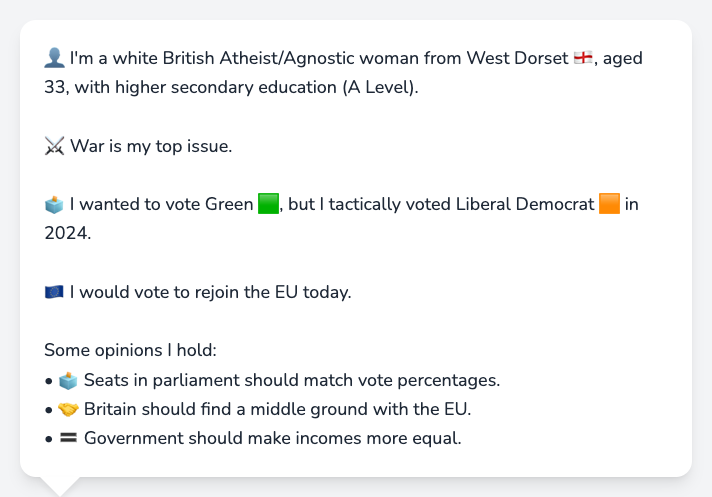 👤 I'm a white British Atheist/Agnostic woman from West Dorset 🏴󠁧󠁢󠁥󠁮󠁧󠁿, aged
33, with higher secondary education (A Level).
⚔️ War is my top issue.
🗳️ I wanted to vote Green 🟩, but I tactically voted Liberal Democrat 🟧 in
2024.
🇪🇺 I would vote to rejoin the EU today.
Some opinions I hold:
• 🗳️ Seats in parliament should match vote percentages.
• 🤝 Britain should find a middle ground with the EU.
• 🟰 Government should make incomes more equal.